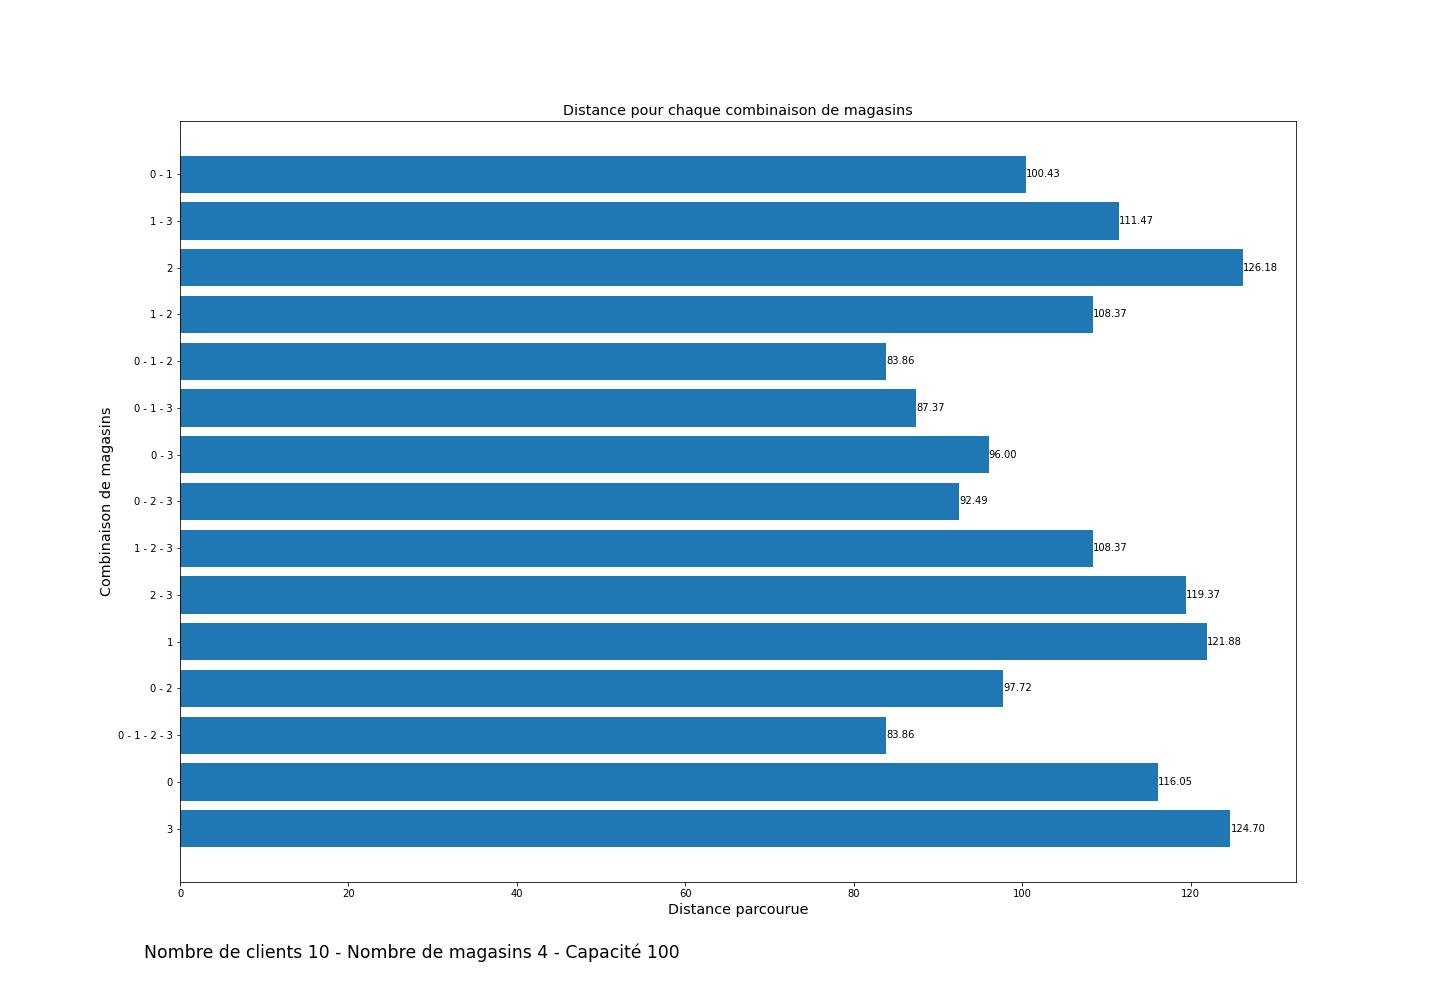 Distance pour chaque combinaison de magasins
0 - 1 100.43
1 - 3 111.47
2 126.18
1 - 2 108.37
0 - 1 - 2 83.86
0 - 1 - 3 87.37
0 - 3 96.00
0 - 2 - 3 92.49
1 - 2 - 3 108.37
2 - 3 119.37
1 121.88
0 - 2 97.72
0 - 1 - 2 - 3 83.86
0 116.05
3 124.70
Combinaison de magasins
0 20 40 60 80 100 120
Distance parcourue
Nombre de clients 10 - Nombre de magasins 4 - Capacité 100